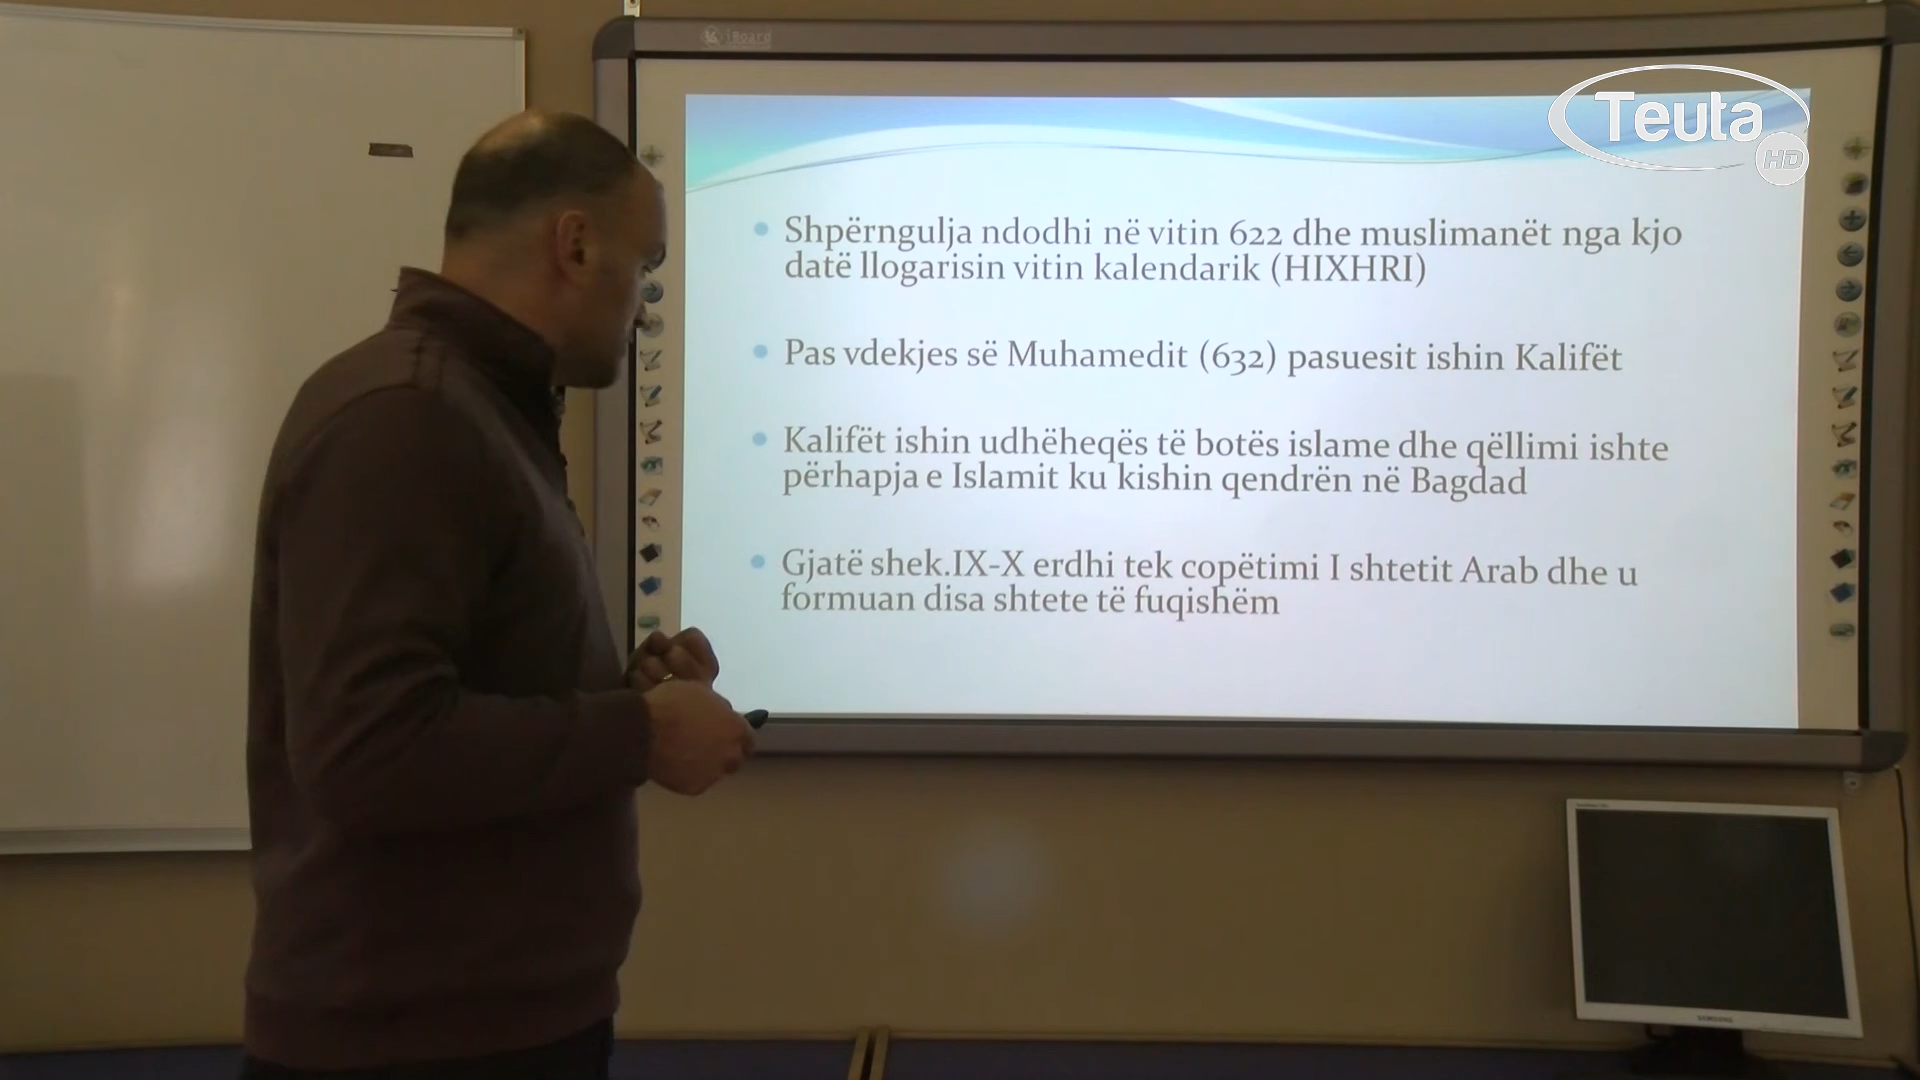 iBoard
Teuta
HD
Shpërngulja ndodhi në vitin 622 dhe muslimanët nga kjo
datë llogarisin vitin kalendarik (HIXHRI)
Pas vdekjes së Muhamedit (632) pasuesit ishin Kalifët
Kalifët ishin udhëheqës të botës islame dhe qëllimi ishte
përhapja e Islamit ku kishin qendrën në Bagdad
Gjatë shek.IX-X erdhi tek copëtimi I shtetit Arab dhe u
formuan disa shtete të fuqishëm
SAMSUNG